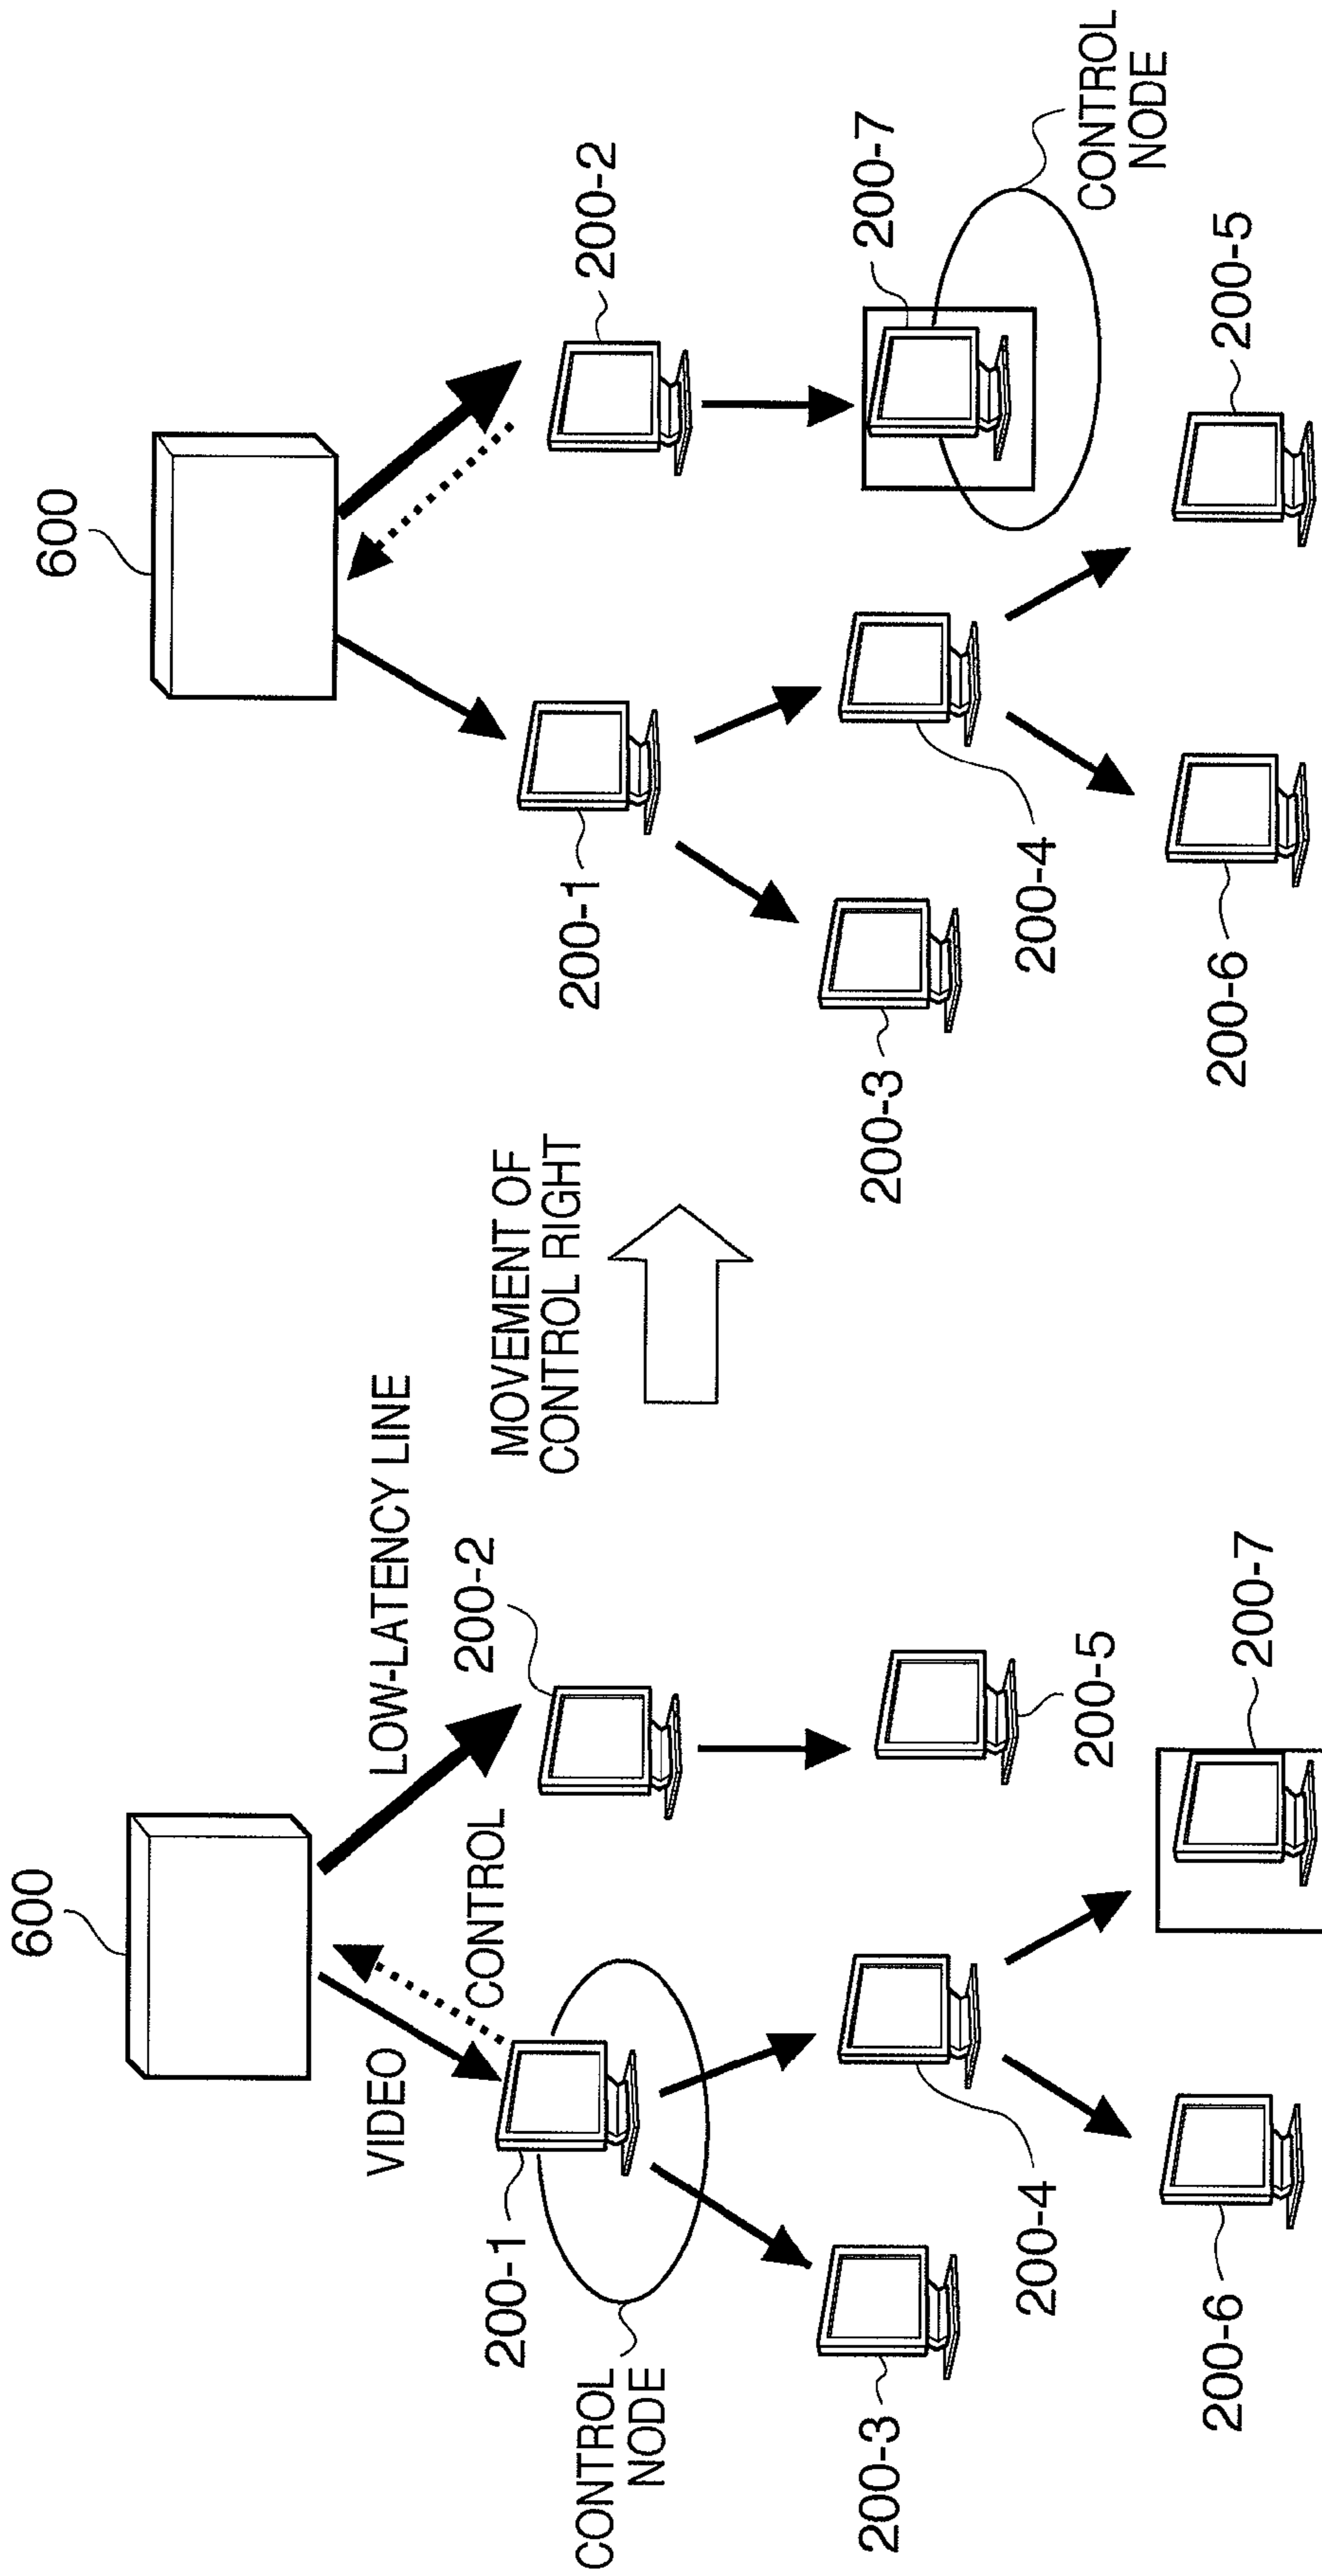 600
LOW-LATENCY LINE
VIDEO
CONTROL
200-2
200-1
CONTROL
NODE
200-5
200-3
200-4
200-7
200-6
MOVEMENT OF
CONTROL RIGHT
600
200-2
200-1
200-7
CONTROL
NODE
200-3
200-4
200-5
200-6